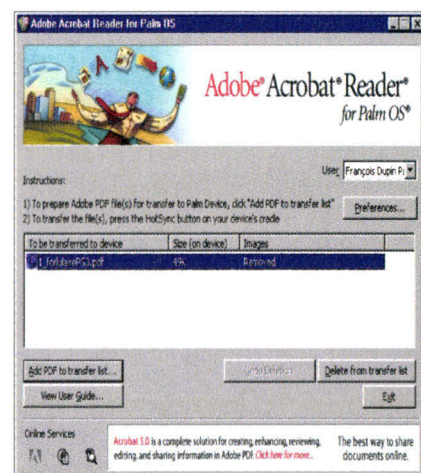 Adobe Acrobat Reader for Palm OS
Adobe® Acrobat® Reader®
for Palm OS®
User François Dupin
Instructions:
1) To prepare Adobe PDF file(s) for transfer to Palm Device, click "Add PDF to transfer list"
2) To transfer the file(s), press the HotSync button on your device's cradle
Preferences...
To be transferred to device Size (on device) Images
49K Removed
Add PDF to transfer list... Undo Deletion Delete from transfer list
View User Guide... Exit
Online Services
Acrobat 5.0 is a complete solution for creating, enhancing, reviewing,
editing, and sharing information in Adobe PDF. Click here for more...
The best way to share
documents online.